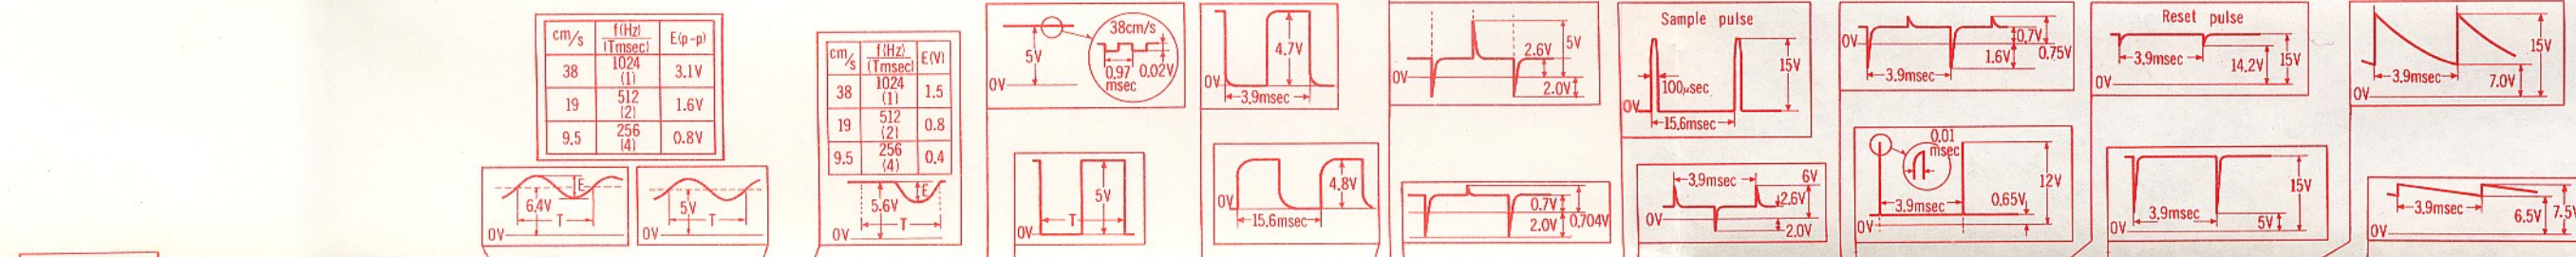 cm/s f(Hz) (Tmsec) E(p-p)
38 1024 (1) 3.1V
19 512 (2) 1.6V
9.5 256 (4) 0.8V
E
6.4V
T
0V
5V
T
0V
cm/s f(Hz) (Tmsec) E(V)
38 1024 (1) 1.5
19 512 (2) 0.8
9.5 256 (4) 0.4
E
5.6V
T
0V
38cm/s
5V
0.97 msec 0.02V
0V
5V
T
0V
4.7V
0V
3.9msec
4.8V
0V
15.6msec
5V
2.6V
0V
2.0V
0.7V
2.0V 0.704V
Sample pulse
15V
100μsec
0V
15.6msec
3.9msec 6V
2.6V
0V
2.0V
0V 0.7V
1.6V 0.75V
3.9msec
0.01 msec
12V
3.9msec 0.65V
0V
Reset pulse
3.9msec 14.2V 15V
0V
15V
3.9msec 5V
0V
15V
3.9msec 7.0V
0V
3.9msec 6.5V 7.5V
0V